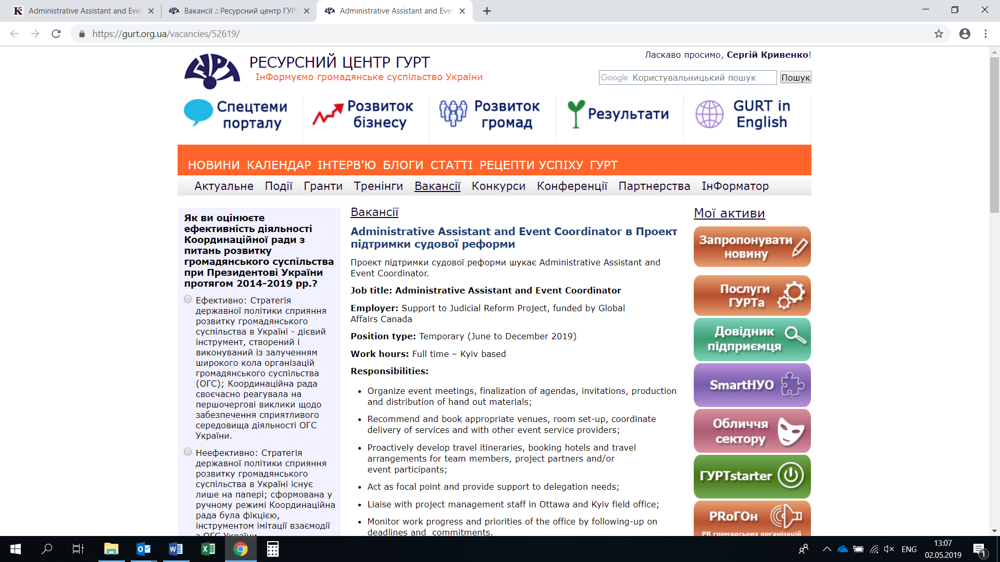 Administrative Assistant and Even
Вакансії .: Ресурсний центр ГУРТ
Administrative Assistant and Even
https://gurt.org.ua/vacancies/52619/
РЕСУРСНИЙ ЦЕНТР ГУРТ
ІнФормуємо громадянське суспільство України
Ласкаво просимо, Сергій Кривенко!
Google Користувальницький пошук
Пошук
Спецтеми
порталу
Розвиток
бізнесу
Розвиток
громад
Результати
GURT in
English
НОВИНИ КАЛЕНДАР ІНТЕРВ'Ю БЛОГИ СТАТТІ РЕЦЕПТИ УСПІХУ ГУРТ
Актуальне Події Гранти Тренінги Вакансії Конкурси Конференції Партнерства ІнФорматор
Як ви оцінюєте
ефективність діяльності
Координаційної ради з
питань розвитку
громадянського суспільства
при Президентові України
протягом 2014-2019 рр.?
Ефективно: Стратегія
державної політики сприяння
розвитку громадянського
суспільства в Україні - дієвий
інструмент, створений і
виконуваний із залученням
широкого кола організацій
громадянського суспільства
(ОГС); Координаційна рада
своєчасно реагувала на
першочергові виклики щодо
забезпечення сприятливого
середовища діяльності ОГС
України.
Неефективно: Стратегія
державної політики сприяння
розвитку громадянського
суспільства в Україні існує
лише на папері; сформована у
ручному режимі Координаційна
рада була фікцією,
інструментом імітації взаємодії
з ОГС України
Вакансії
Administrative Assistant and Event Coordinator в Проект
підтримки судової реформи
Проект підтримки судової реформи шукає Administrative Assistant and
Event Coordinator.
Job title: Administrative Assistant and Event Coordinator
Employer: Support to Judicial Reform Project, funded by Global
Affairs Canada
Position type: Temporary (June to December 2019)
Work hours: Full time – Kyiv based
Responsibilities:
Organize event meetings, finalization of agendas, invitations, production
and distribution of hand out materials;
Recommend and book appropriate venues, room set-up, coordinate
delivery of services and with other event service providers;
Proactively develop travel itineraries, booking hotels and travel
arrangements for team members, project partners and/or
event participants;
Act as focal point and provide support to delegation needs;
Liaise with project management staff in Ottawa and Kyiv field office;
Monitor work progress and priorities of the office by following-up on
deadlines and commitments.
Мої активи
Запропонувати
новину
Послуги
ГУРТа
Довідник
підприємця
SmartНУО
Обличчя
сектору
ГУРТstarter
PRоГОн
PR громадських організацій
ENG
13:07
02.05.2019
1